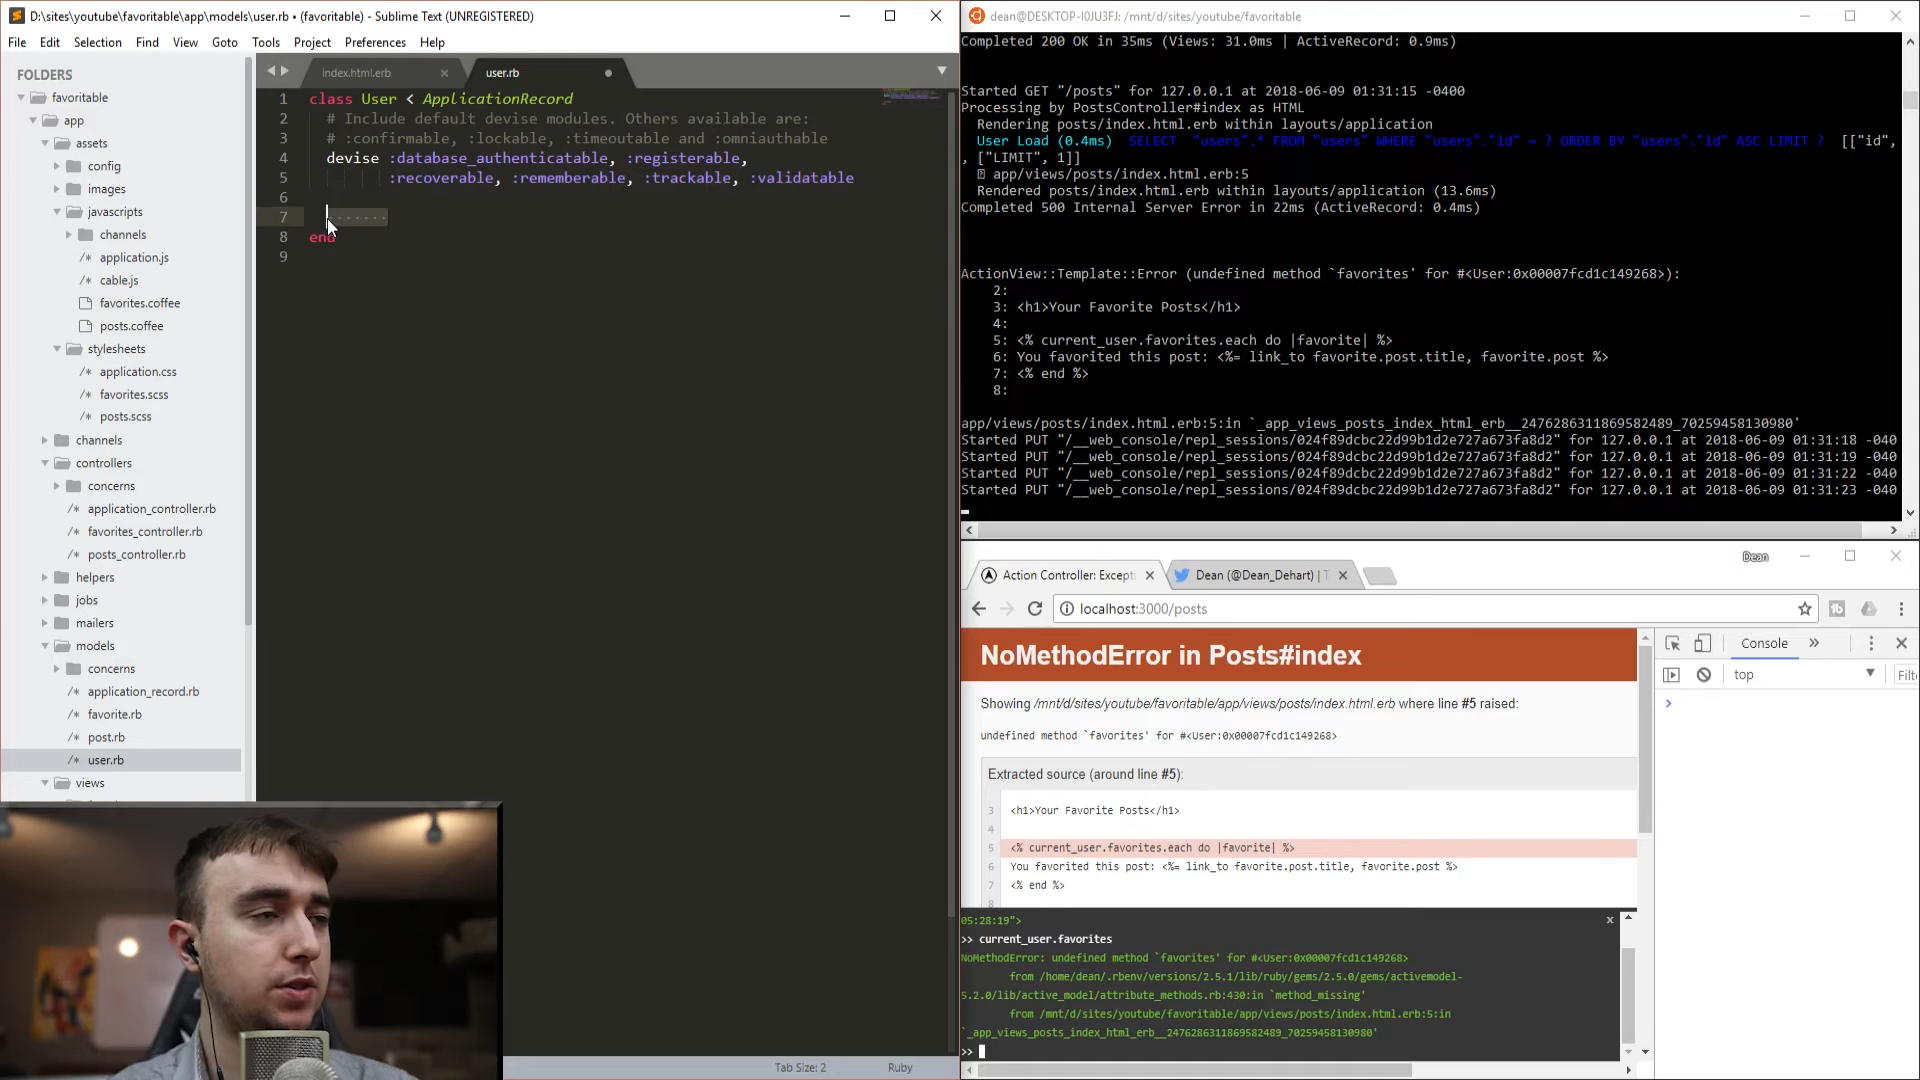 D:\sites\youtube\favoritable\app\models\user.rb • (favoritable) - Sublime Text (UNREGISTERED)
File Edit Selection Find View Goto Tools Project Preferences Help
FOLDERS
favoritable
app
assets
config
images
javascripts
channels
/* application.js
/* cable.js
favorites.coffee
posts.coffee
stylesheets
/* application.css
/* favorites.scss
/* posts.scss
channels
controllers
concerns
/* application_controller.rb
/* favorites_controller.rb
/* posts_controller.rb
helpers
jobs
mailers
models
concerns
/* application_record.rb
/* favorite.rb
/* post.rb
/* user.rb
views
index.html.erb
user.rb
1 class User < ApplicationRecord
2 # Include default devise modules. Others available are:
3 # :confirmable, :lockable, :timeoutable and :omniauthable
4 devise :database_authenticatable, :registerable,
5 :recoverable, :rememberable, :trackable, :validatable
6
7
8 end
9
Tab Size: 2 Ruby
dean@DESKTOP-I0JU3FJ: /mnt/d/sites/youtube/favoritable
Completed 200 OK in 35ms (Views: 31.0ms | ActiveRecord: 0.9ms)
Started GET "/posts" for 127.0.0.1 at 2018-06-09 01:31:15 -0400
Processing by PostsController#index as HTML
Rendering posts/index.html.erb within layouts/application
User Load (0.4ms) SELECT "users".* FROM "users" WHERE "users"."id" = ? ORDER BY "users"."id" ASC LIMIT ? [["id",
, ["LIMIT", 1]]
app/views/posts/index.html.erb:5
Rendered posts/index.html.erb within layouts/application (13.6ms)
Completed 500 Internal Server Error in 22ms (ActiveRecord: 0.4ms)
ActionView::Template::Error (undefined method `favorites' for #<User:0x00007fcd1c149268>):
2:
3: <h1>Your Favorite Posts</h1>
4:
5: <% current_user.favorites.each do |favorite| %>
6: You favorited this post: <%= link_to favorite.post.title, favorite.post %>
7: <% end %>
8:
app/views/posts/index.html.erb:5:in `_app_views_posts_index_html_erb__2476286311869582489_70259458130980'
Started PUT "/__web_console/repl_sessions/024f89dcbc22d99b1d2e727a673fa8d2" for 127.0.0.1 at 2018-06-09 01:31:18 -040
Started PUT "/__web_console/repl_sessions/024f89dcbc22d99b1d2e727a673fa8d2" for 127.0.0.1 at 2018-06-09 01:31:19 -040
Started PUT "/__web_console/repl_sessions/024f89dcbc22d99b1d2e727a673fa8d2" for 127.0.0.1 at 2018-06-09 01:31:22 -040
Started PUT "/__web_console/repl_sessions/024f89dcbc22d99b1d2e727a673fa8d2" for 127.0.0.1 at 2018-06-09 01:31:23 -040
Dean
Action Controller: Except
Dean (@Dean_Dehart) | T
localhost:3000/posts
NoMethodError in Posts#index
Showing /mnt/d/sites/youtube/favoritable/app/views/posts/index.html.erb where line #5 raised:
undefined method `favorites' for #<User:0x00007fcd1c149268>
Extracted source (around line #5):
3 <h1>Your Favorite Posts</h1>
4
5 <% current_user.favorites.each do |favorite| %>
6 You favorited this post: <%= link_to favorite.post.title, favorite.post %>
7 <% end %>
8
05:28:19">
>> current_user.favorites
NoMethodError: undefined method `favorites' for #<User:0x00007fcd1c149268>
from /home/dean/.rbenv/versions/2.5.1/lib/ruby/gems/2.5.0/gems/activemodel-
5.2.0/lib/active_model/attribute_methods.rb:430:in `method_missing'
from /mnt/d/sites/youtube/favoritable/app/views/posts/index.html.erb:5:in
`_app_views_posts_index_html_erb__2476286311869582489_70259458130980'
>>
Console »
top
Filt
>